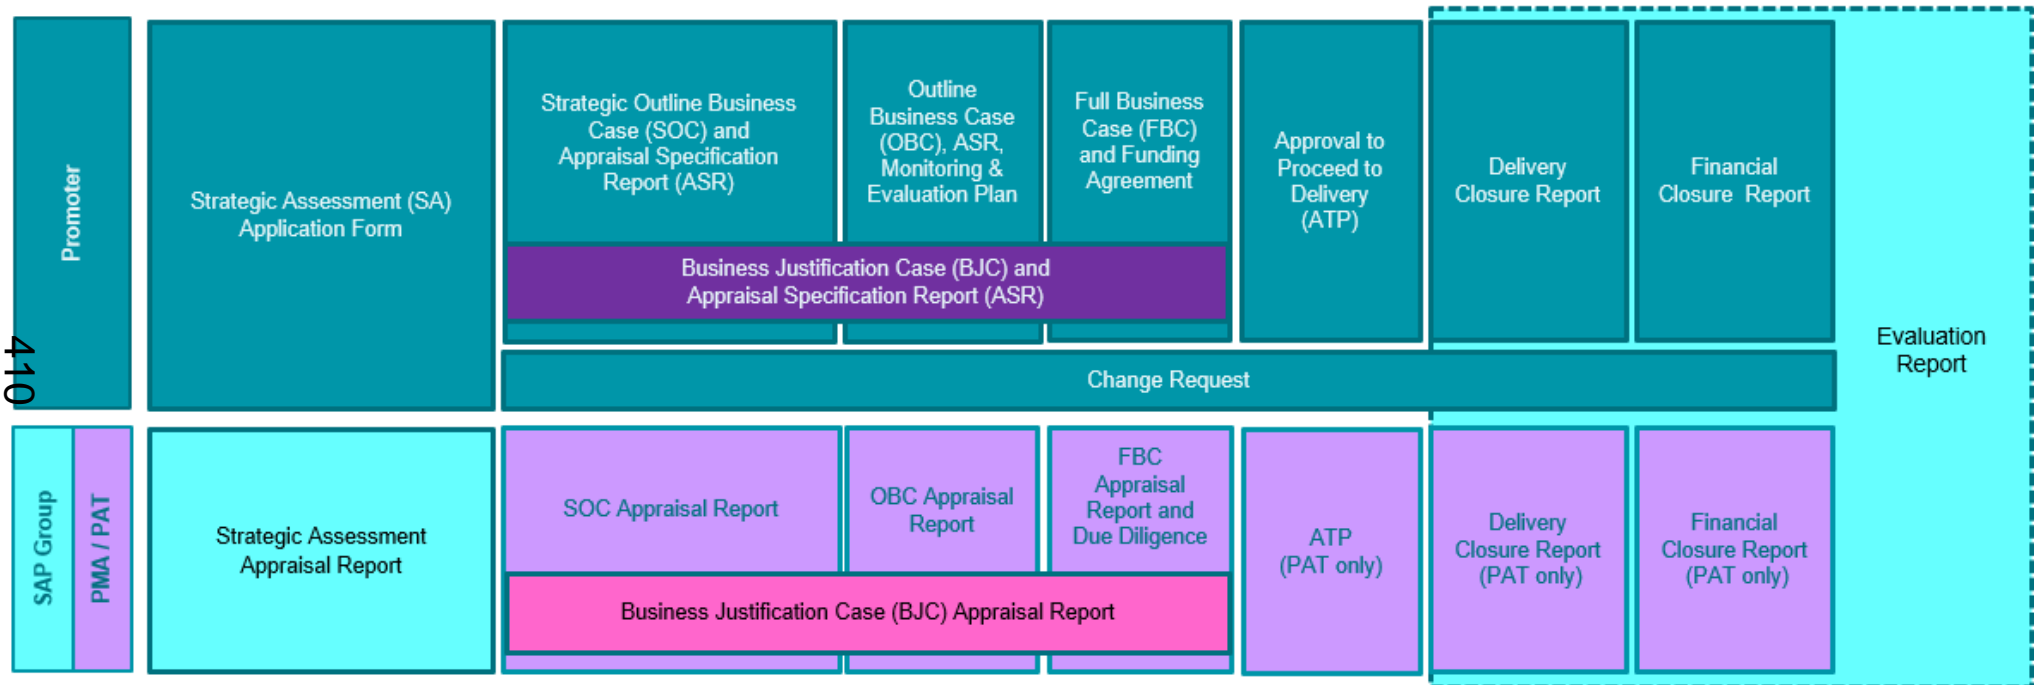 Promoter
Strategic Assessment (SA)
Application Form
Strategic Outline Business
Case (SOC) and
Appraisal Specification
Report (ASR)
Outline
Business Case
(OBC), ASR,
Monitoring &
Evaluation Plan
Full Business
Case (FBC)
and Funding
Agreement
Approval to
Proceed to
Delivery
(ATP)
Delivery
Closure Report
Financial
Closure Report
Business Justification Case (BJC) and
Appraisal Specification Report (ASR)
Change Request
Evaluation
Report
410
SAP Group
PMA / PAT
Strategic Assessment
Appraisal Report
SOC Appraisal Report
OBC Appraisal
Report
FBC
Appraisal
Report and
Due Diligence
ATP
(PAT only)
Delivery
Closure Report
(PAT only)
Financial
Closure Report
(PAT only)
Business Justification Case (BJC) Appraisal Report